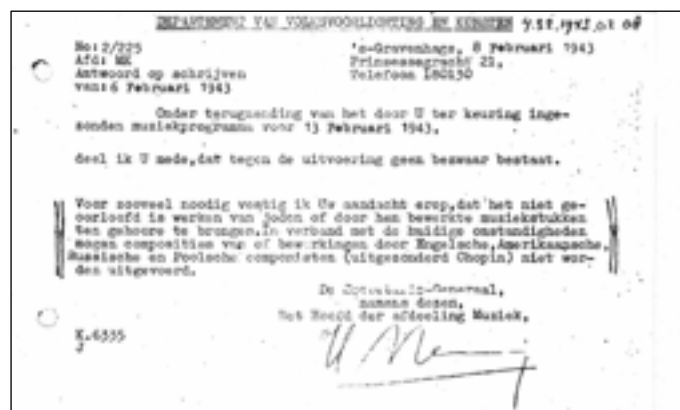 DEPARTEMENT VAN VOLKSVOORLICHTING EN KUNSTEN
No: 2/225 's-Gravenhage, 8 Februari 1943
Afd: MK Prinsessegracht 21,
Antwoord op schrijven Telefoon 180130
van: 6 Februari 1943
Onder terugzending van het door U ter keuring inge-
zonden muziekprogramma voor 13 Februari 1943,
deel ik U mede, dat tegen de uitvoering geen bezwaar bestaat.
Voor zooveel noodig vestig ik Uw aandacht erop, dat het niet ge-
oorloofd is werken van joden of door hen bewerkte muziekstukken
ten gehoore te brengen. In verband met de huidige omstandigheden
mogen composities van of bewerkingen door Engelsche, Amerikaansche,
Russische en Poolsche componisten (uitgezonderd Chopin) niet wor-
den uitgevoerd.
De Secretaris-Generaal,
namens dezen,
Het Hoofd der afdeeling Muziek,
K.6335
J